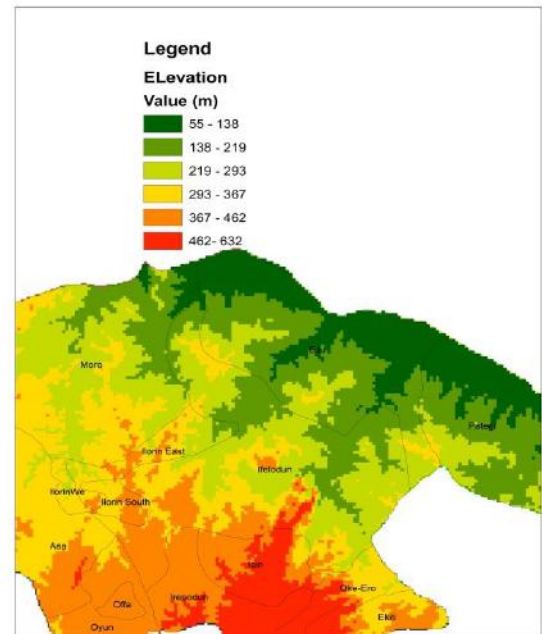 Legend
ELevation
Value (m)
55 - 138
138 - 219
219 - 293
293 - 367
367 - 462
462- 632
Moro
Pategi
Ilorin East
Ifelodun
IlorinWe
Ilorin South
Asa
Isin
Oke-Ero
Offa
Irepodun
Ekiti
Oyun